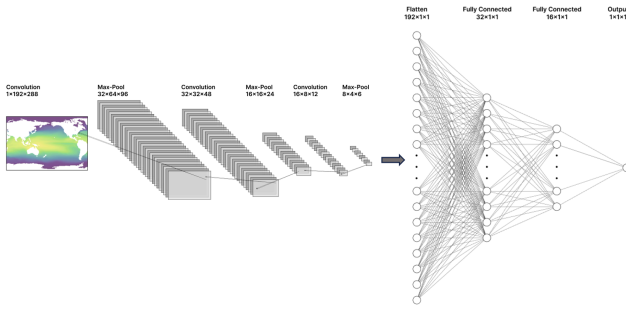 Flatten
192×1×1
Fully Connected
32×1×1
Fully Connected
16×1×1
Outpu
1×1×1
Convolution
1×192×288
Max-Pool
32×64×96
Convolution
32×32×48
Max-Pool
16×16×24
Convolution
16×8×12
Max-Pool
8×4×6